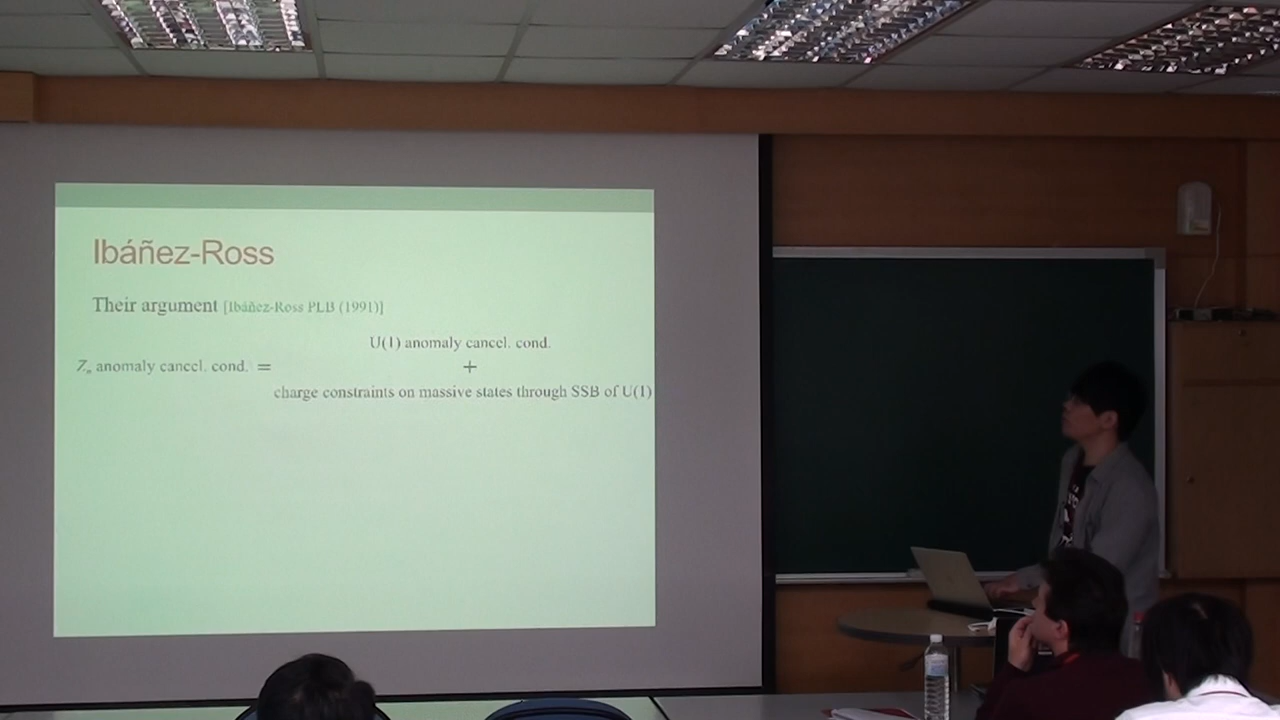 Ibáñez-Ross
Their argument [Ibáñez-Ross PLB (1991)]
U(1) anomaly cancel. cond.
Zₙ anomaly cancel. cond. = +
charge constraints on massive states through SSB of U(1)